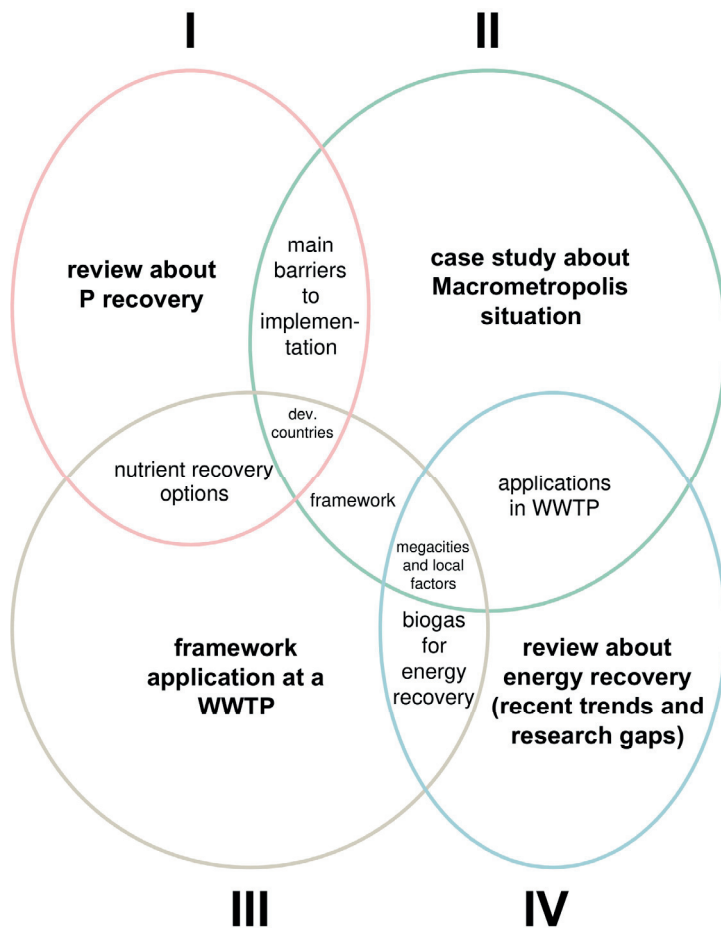 I
II
review about
P recovery
main
barriers
to
implemen-
tation
case study about
Macrometropolis
situation
dev.
countries
nutrient recovery
options
framework
applications
in WWTP
megacities
and local
factors
biogas
for
energy
recovery
framework
application at a
WWTP
review about
energy recovery
(recent trends and
research gaps)
III
IV